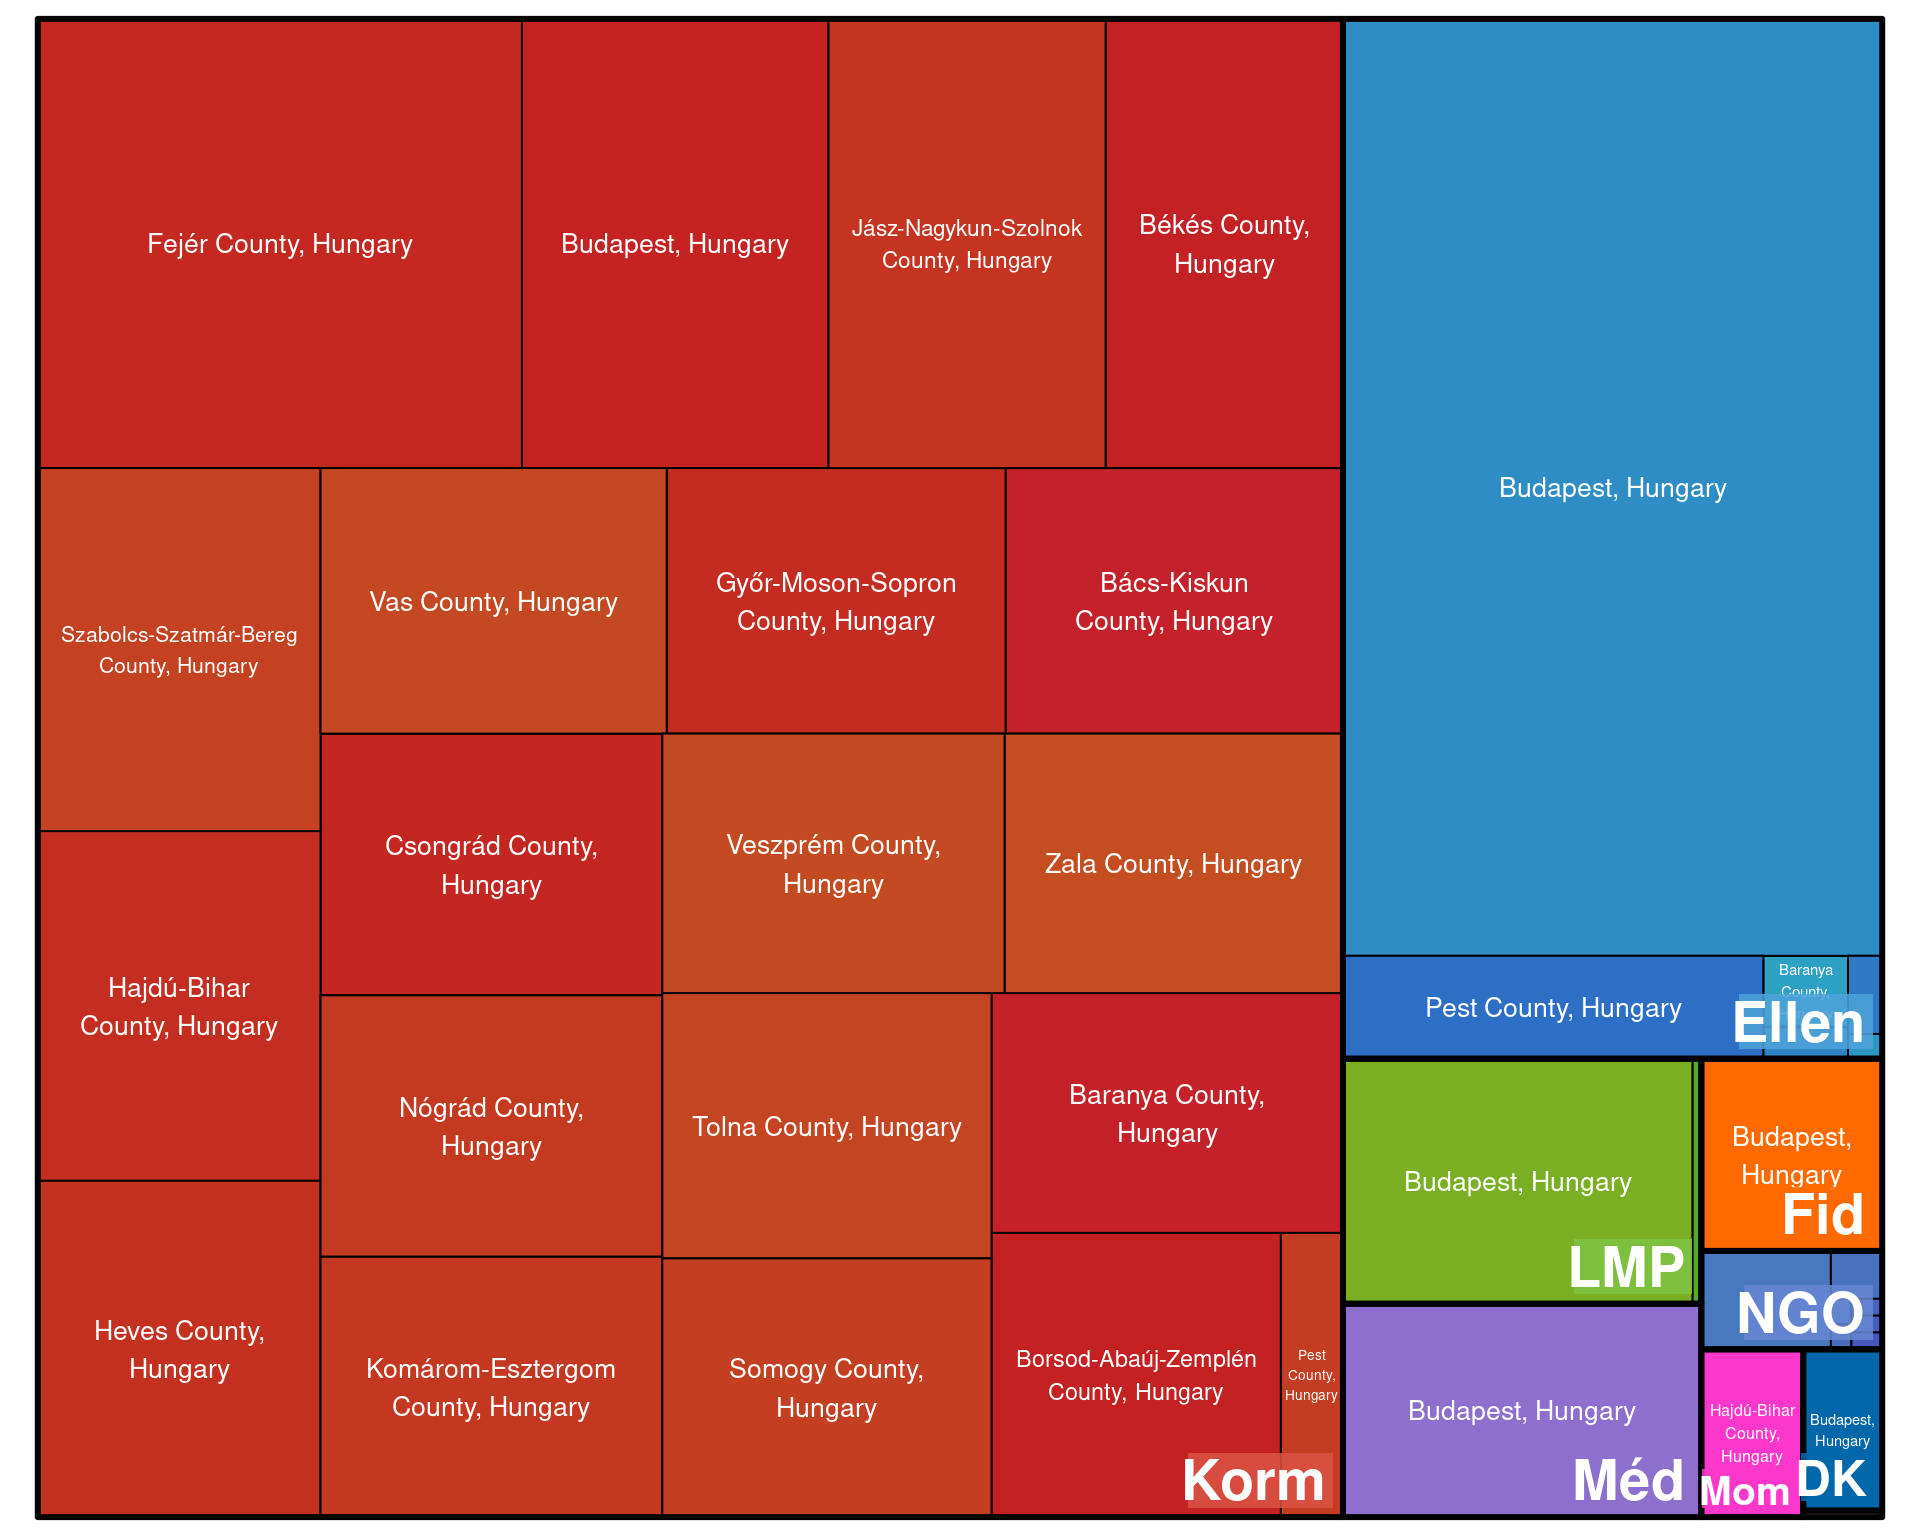 Fejér County, Hungary
Budapest, Hungary
Jász-Nagykun-Szolnok
County, Hungary
Békés County,
Hungary
Szabolcs-Szatmár-Bereg
County, Hungary
Vas County, Hungary
Győr-Moson-Sopron
County, Hungary
Bács-Kiskun
County, Hungary
Hajdú-Bihar
County, Hungary
Csongrád County,
Hungary
Veszprém County,
Hungary
Zala County, Hungary
Heves County,
Hungary
Nógrád County,
Hungary
Tolna County, Hungary
Baranya County,
Hungary
Komárom-Esztergom
County, Hungary
Somogy County,
Hungary
Borsod-Abaúj-Zemplén
County, Hungary
Pest
County,
Hungary
Korm
Budapest, Hungary
Pest County, Hungary
Baranya
County,
Ellen
Budapest, Hungary
LMP
Budapest,
Hungary
Fid
NGO
Budapest, Hungary
Méd
Hajdú-Bihar
County,
Hungary
Mom
Budapest,
Hungary
DK